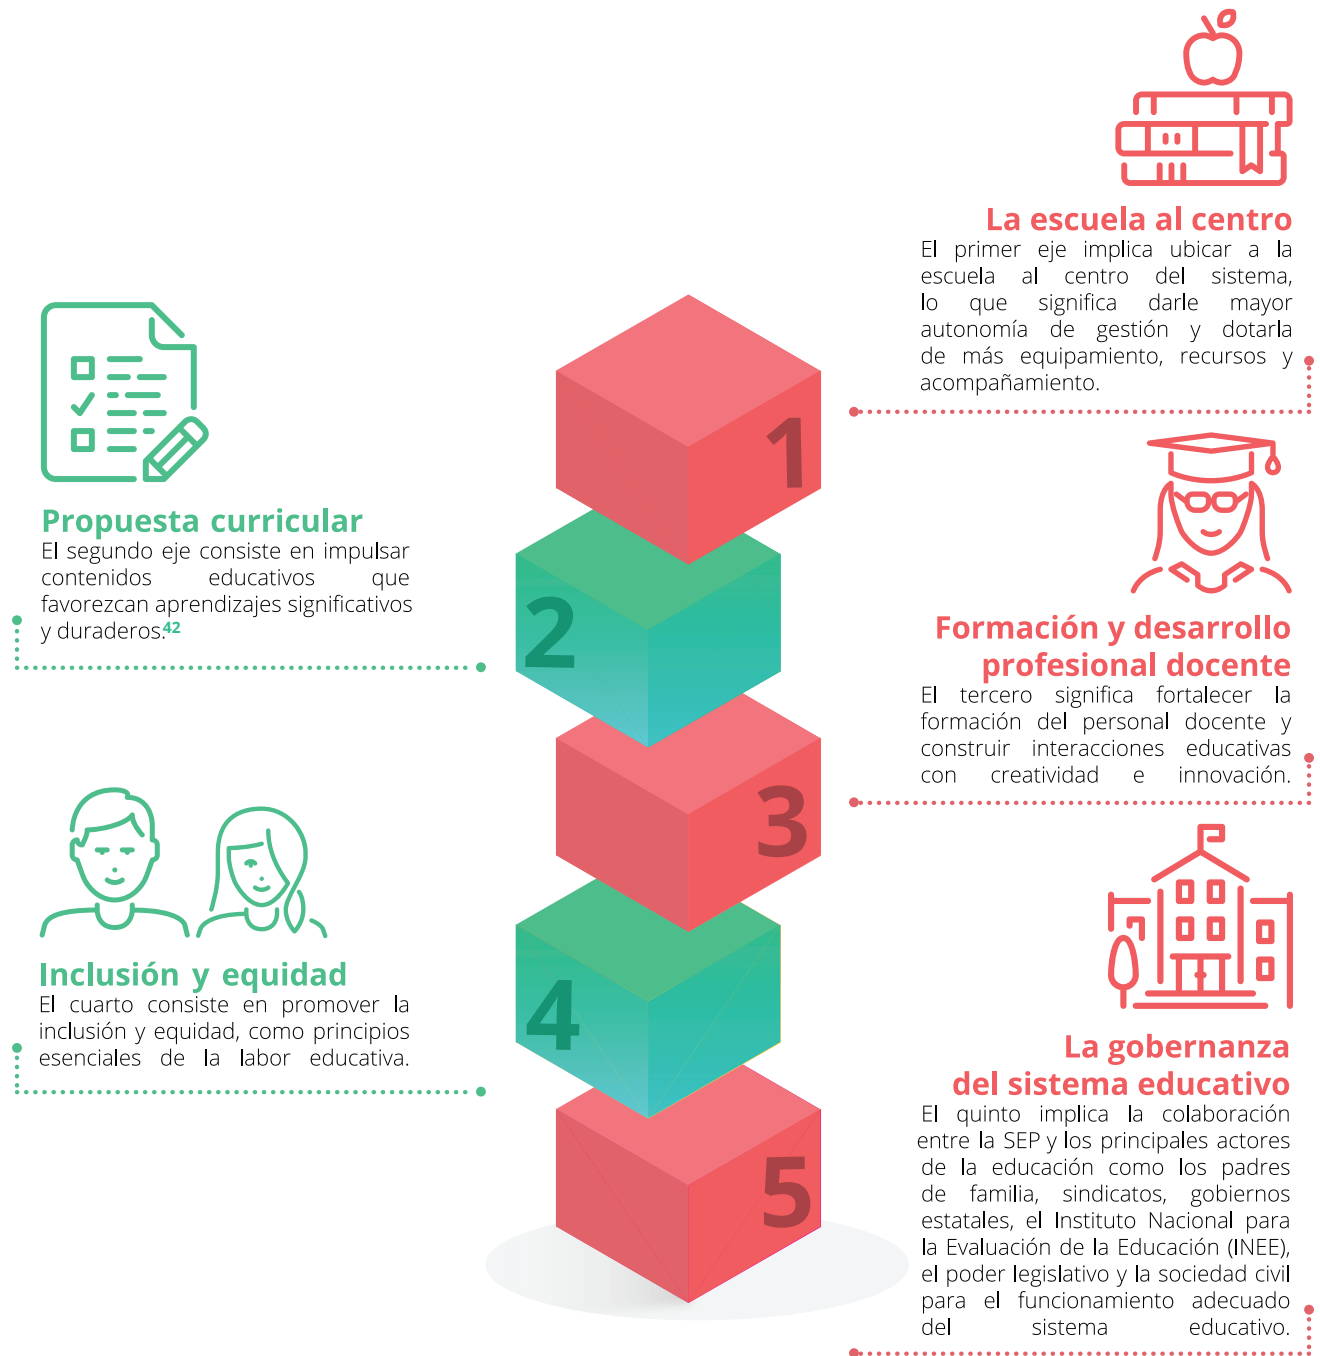 La escuela al centro
El primer eje implica ubicar a la
escuela al centro del sistema,
lo que significa darle mayor
autonomía de gestión y dotarla
de más equipamiento, recursos y
acompañamiento.
1
Propuesta curricular
El segundo eje consiste en impulsar
contenidos educativos que
favorezcan aprendizajes significativos
y duraderos.42
2
Formación y desarrollo
profesional docente
El tercero significa fortalecer la
formación del personal docente y
construir interacciones educativas
con creatividad e innovación.
3
Inclusión y equidad
El cuarto consiste en promover la
inclusión y equidad, como principios
esenciales de la labor educativa.
4
La gobernanza
del sistema educativo
El quinto implica la colaboración
entre la SEP y los principales actores
de la educación como los padres
de familia, sindicatos, gobiernos
estatales, el Instituto Nacional para
la Evaluación de la Educación (INEE),
el poder legislativo y la sociedad civil
para el funcionamiento adecuado
del sistema educativo.
5